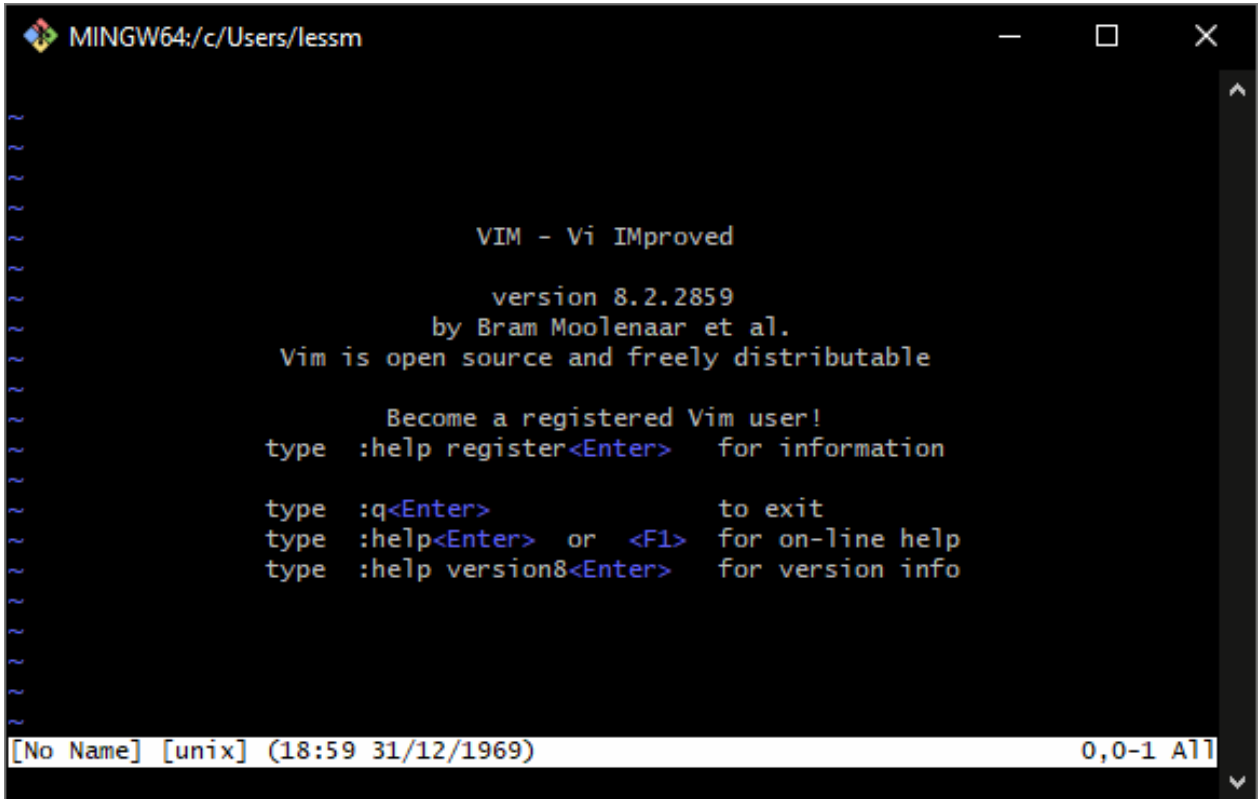 MINGW64:/c/Users/lessm
~
~
~
~
~ VIM - Vi IMproved
~
~ version 8.2.2859
~ by Bram Moolenaar et al.
~ Vim is open source and freely distributable
~
~ Become a registered Vim user!
~ type :help register<Enter> for information
~
~ type :q<Enter> to exit
~ type :help<Enter> or <F1> for on-line help
~ type :help version8<Enter> for version info
~
~
~
~
~
[No Name] [unix] (18:59 31/12/1969) 0,0-1 All